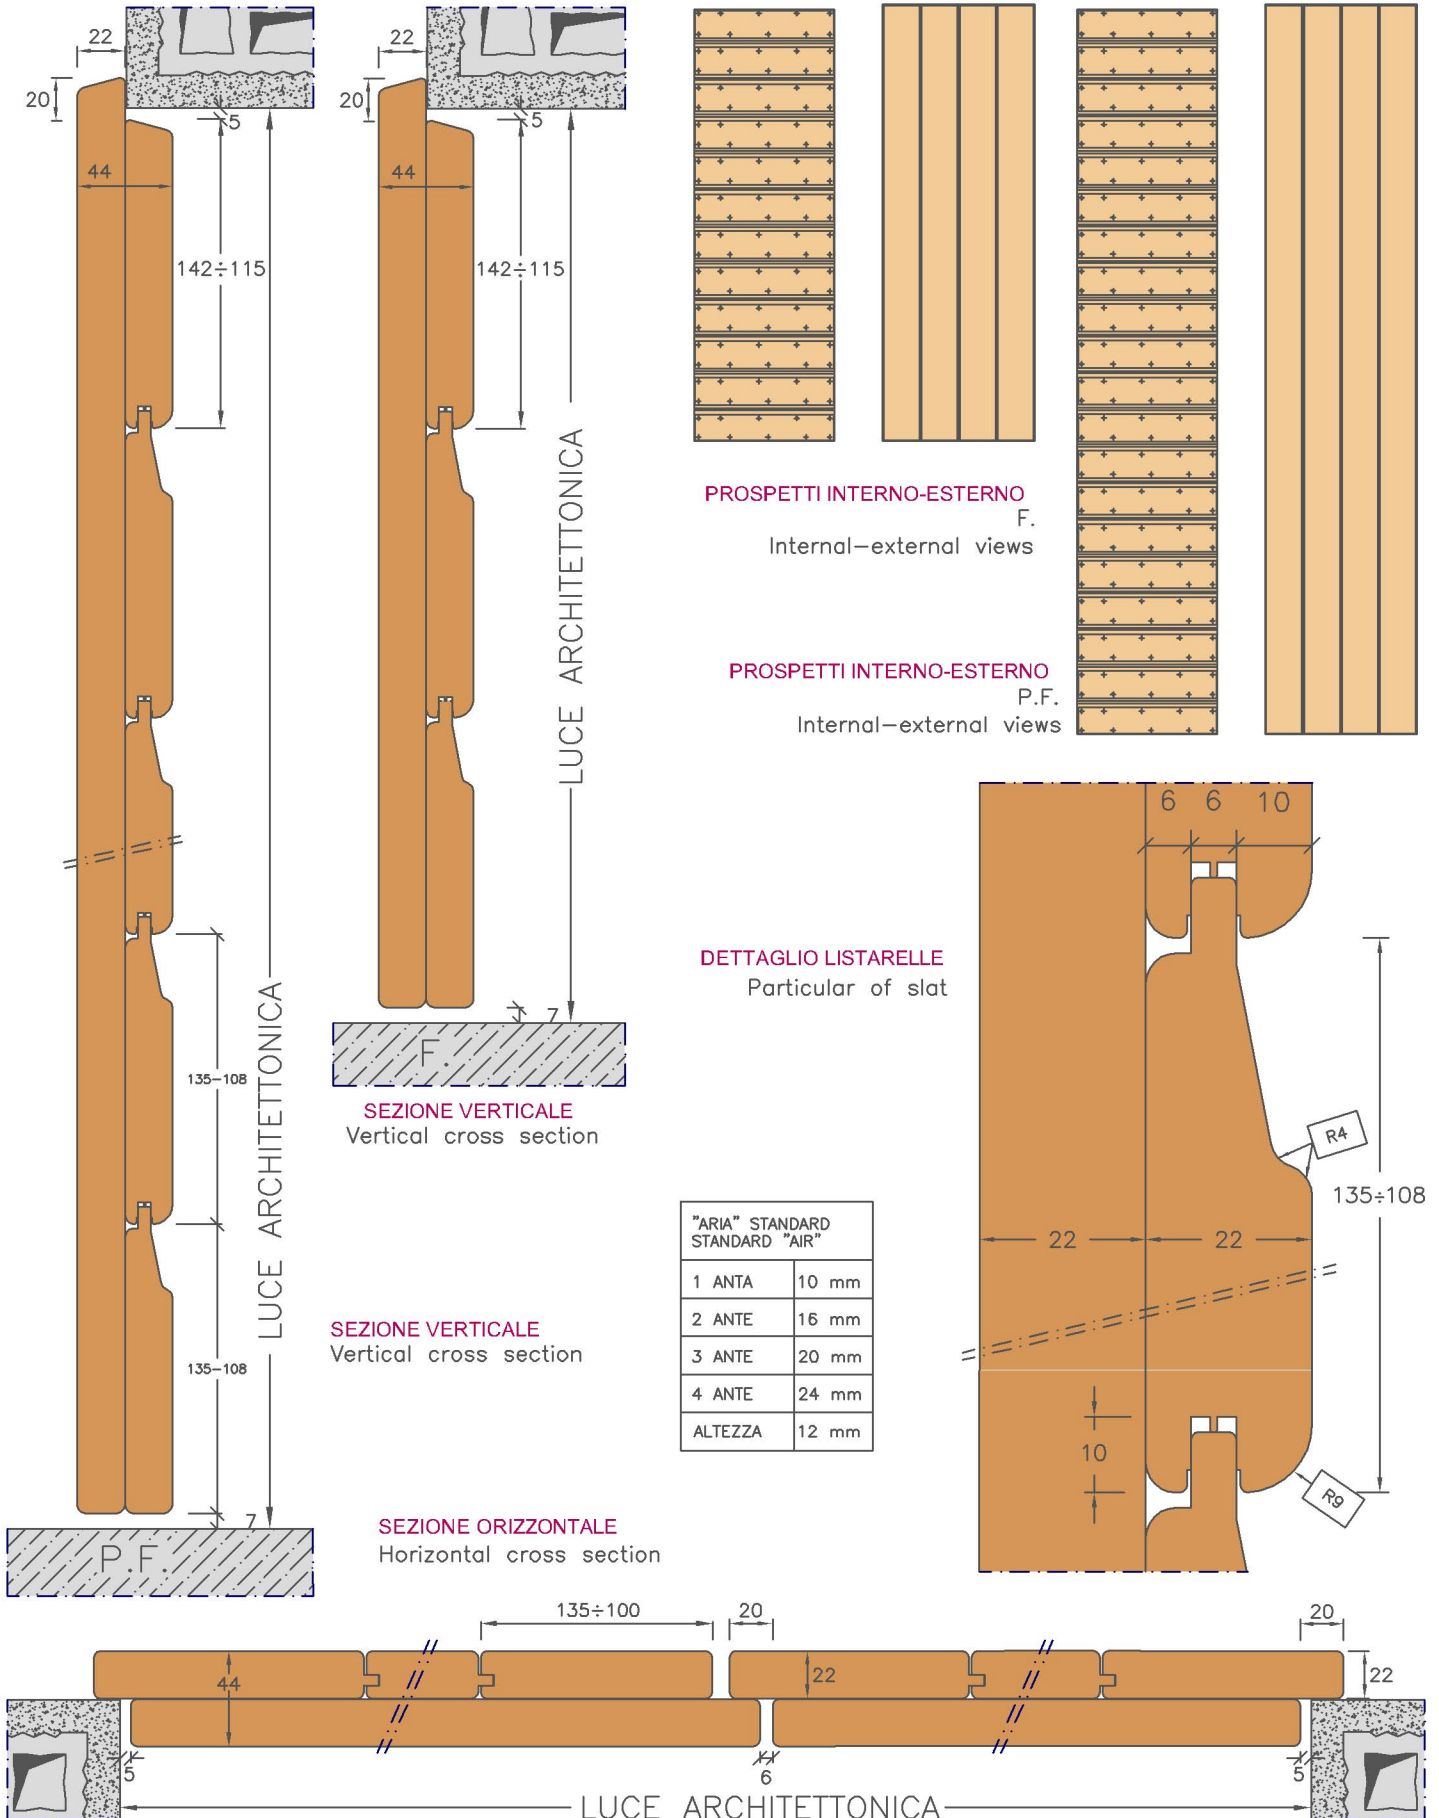 22
20
5
44
142÷115
LUCE ARCHITETTONICA
135-108
135-108
7
P.F.
22
20
5
44
142÷115
LUCE ARCHITETTONICA
7
F.
SEZIONE VERTICALE
Vertical cross section
SEZIONE VERTICALE
Vertical cross section
PROSPETTI INTERNO-ESTERNO
F.
Internal-external views
PROSPETTI INTERNO-ESTERNO
P.F.
Internal-external views
DETTAGLIO LISTARELLE
Particular of slat
6 6 10
R4
135÷108
22 22
10
R9
"ARIA" STANDARD
STANDARD "AIR"
1 ANTA 10 mm
2 ANTE 16 mm
3 ANTE 20 mm
4 ANTE 24 mm
ALTEZZA 12 mm
SEZIONE ORIZZONTALE
Horizontal cross section
135÷100 20 20
44 22 22
5 6 5
LUCE ARCHITETTONICA